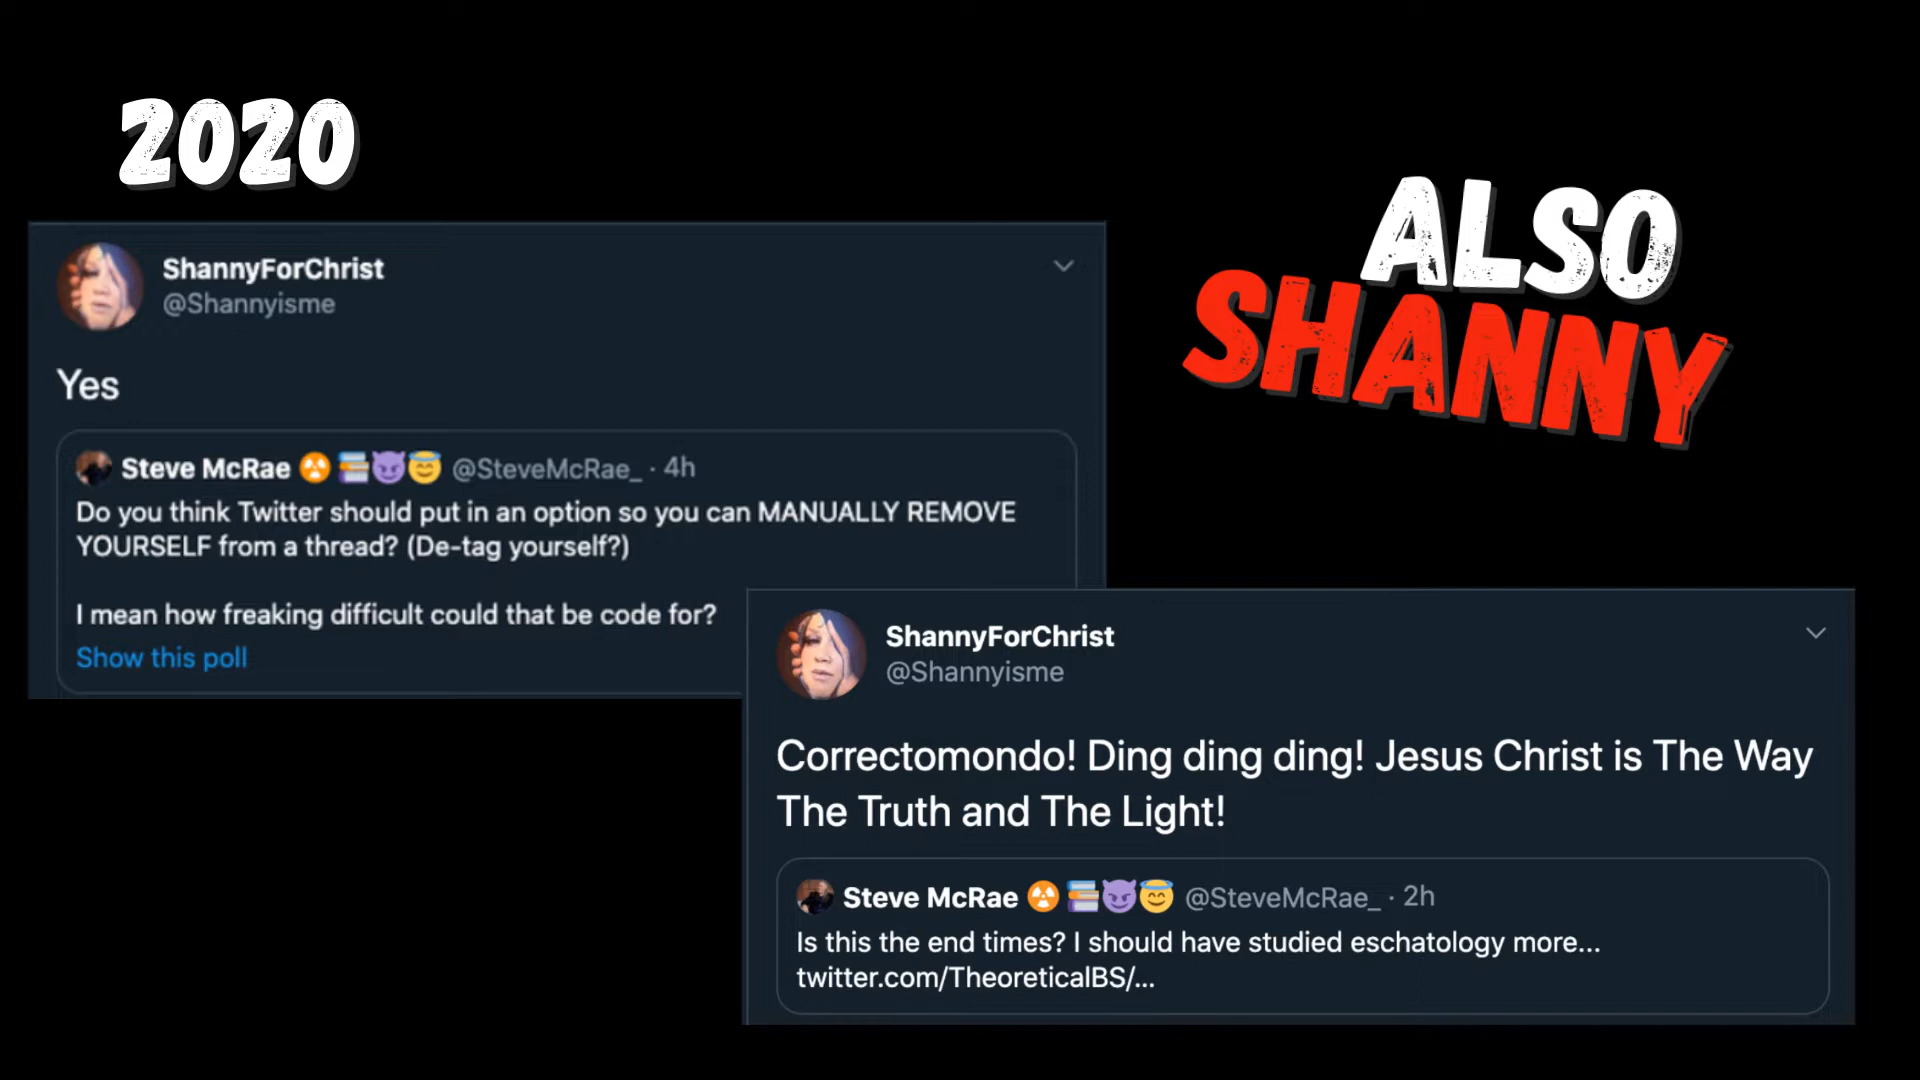 2020
ALSO
SHANNY
ShannyForChrist
@Shannyisme
Yes
Steve McRae ☢️📚😈😇 @SteveMcRae_ · 4h
Do you think Twitter should put in an option so you can MANUALLY REMOVE
YOURSELF from a thread? (De-tag yourself?)
I mean how freaking difficult could that be code for?
Show this poll
ShannyForChrist
@Shannyisme
Correctomondo! Ding ding ding! Jesus Christ is The Way
The Truth and The Light!
Steve McRae ☢️📚😈😇 @SteveMcRae_ · 2h
Is this the end times? I should have studied eschatology more...
twitter.com/TheoreticalBS/...